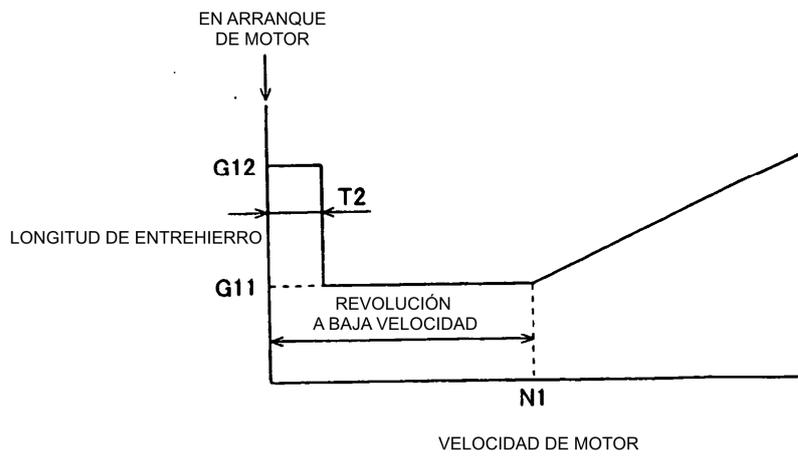 EN ARRANQUE
DE MOTOR
G12
T2
LONGITUD DE ENTREHIERRO
G11
REVOLUCIÓN
A BAJA VELOCIDAD
N1
VELOCIDAD DE MOTOR